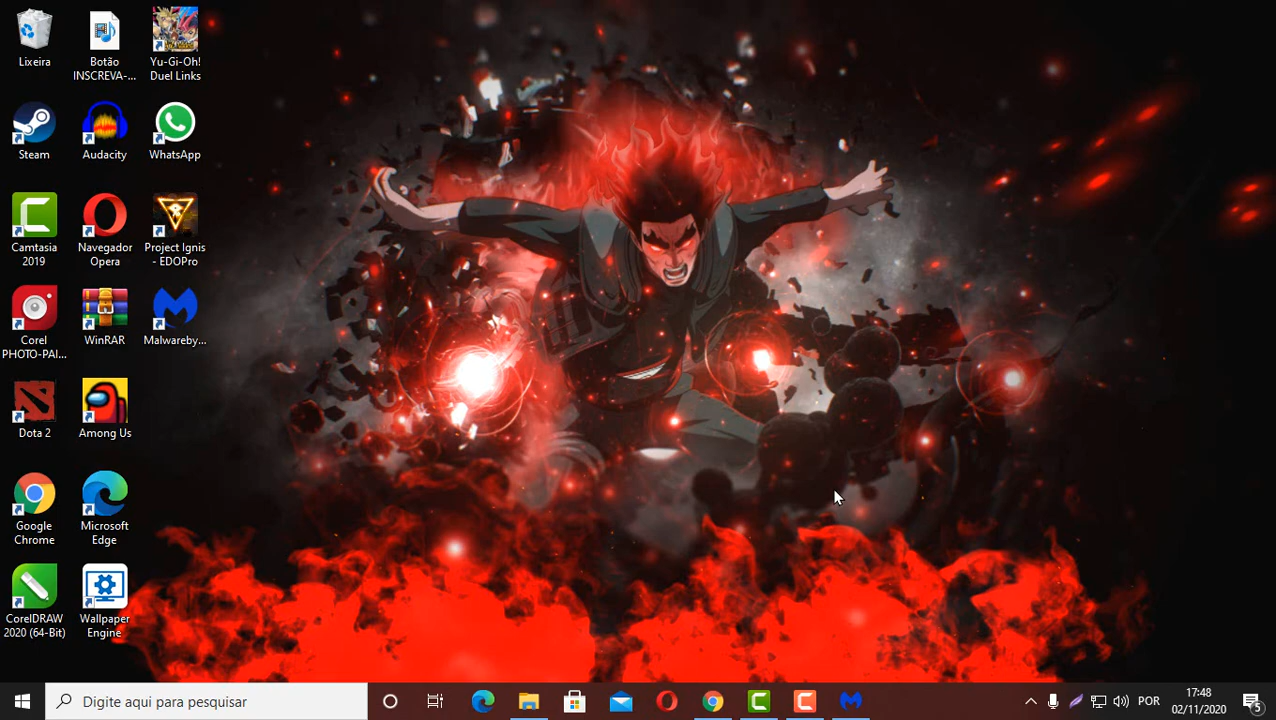 Lixeira
Botão
INSCREVA-...
Yu-Gi-Oh!
Duel Links
Steam
Audacity
WhatsApp
Camtasia
2019
Navegador
Opera
Project Ignis
- EDOPro
Corel
PHOTO-PAI...
WinRAR
Malwareby...
Dota 2
Among Us
Google
Chrome
Microsoft
Edge
CorelDRAW
2020 (64-Bit)
Wallpaper
Engine
Digite aqui para pesquisar
POR
17:48
02/11/2020
5